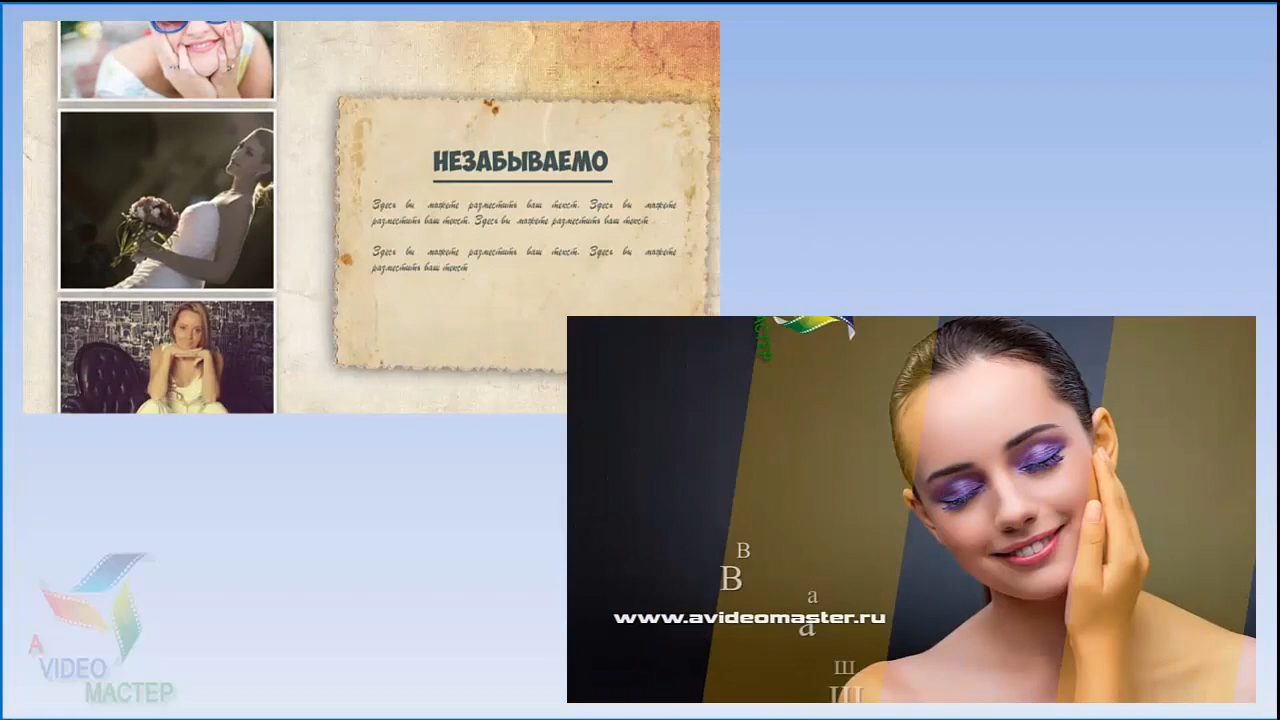 НЕЗАБЫВАЕМО
Здесь вы можете разместить ваш текст. Здесь вы можете
разместить ваш текст. Здесь вы можете разместить ваш текст
Здесь вы можете разместить ваш текст. Здесь вы можете
разместить ваш текст
В
В
а
www.avideomaster.ru
а
ш
Ш
А
VIDEO
МАСТЕР